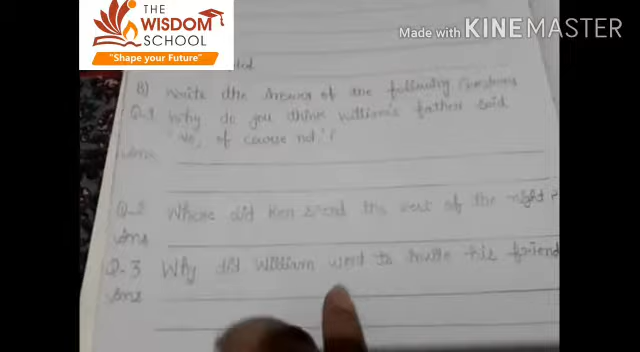 THE
WISDOM
SCHOOL
"Shape your Future"
Made with KINEMASTER
B) Write the Answer of the following Questions
Q-1 Why do you think William's father said
'No, of course not'?
Ans
Q-2 Where did Ken spend the rest of the night?
Ans
Q-3 Why did William want to invite his friend
Ans